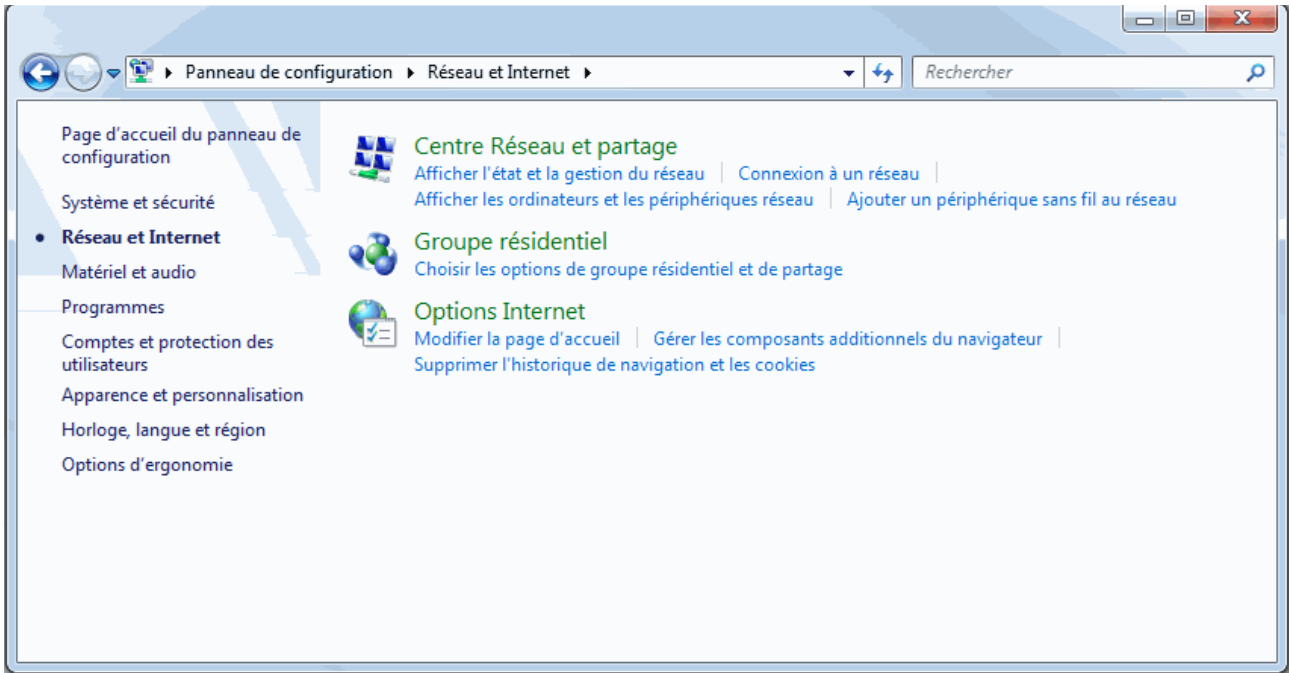 Panneau de configuration Réseau et Internet
Rechercher
Page d'accueil du panneau de
configuration
Système et sécurité
Réseau et Internet
Matériel et audio
Programmes
Comptes et protection des
utilisateurs
Apparence et personnalisation
Horloge, langue et région
Options d'ergonomie
Centre Réseau et partage
Afficher l'état et la gestion du réseau Connexion à un réseau
Afficher les ordinateurs et les périphériques réseau Ajouter un périphérique sans fil au réseau
Groupe résidentiel
Choisir les options de groupe résidentiel et de partage
Options Internet
Modifier la page d'accueil Gérer les composants additionnels du navigateur
Supprimer l'historique de navigation et les cookies